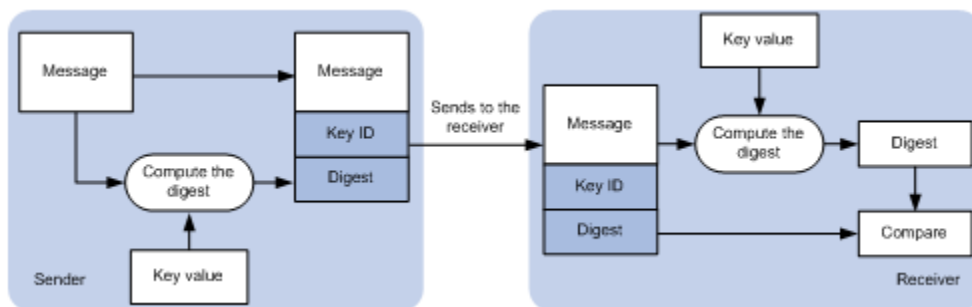 Message
Message
Key ID
Digest
Compute the
digest
Key value
Sender
Sends to the
receiver
Key value
Message
Key ID
Digest
Compute the
digest
Digest
Compare
Receiver